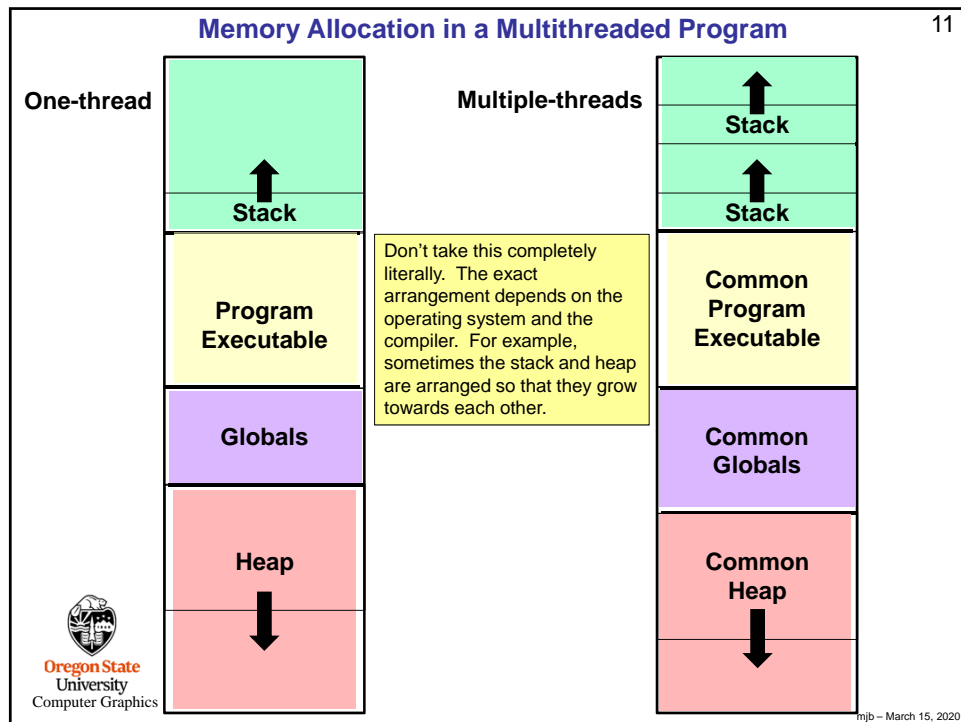 Memory Allocation in a Multithreaded Program
11
One-thread
Stack
Program
Executable
Globals
Heap
Don’t take this completely
literally. The exact
arrangement depends on the
operating system and the
compiler. For example,
sometimes the stack and heap
are arranged so that they grow
towards each other.
Multiple-threads
Stack
Stack
Common
Program
Executable
Common
Globals
Common
Heap
Oregon State
University
Computer Graphics
mjb – March 15, 2020